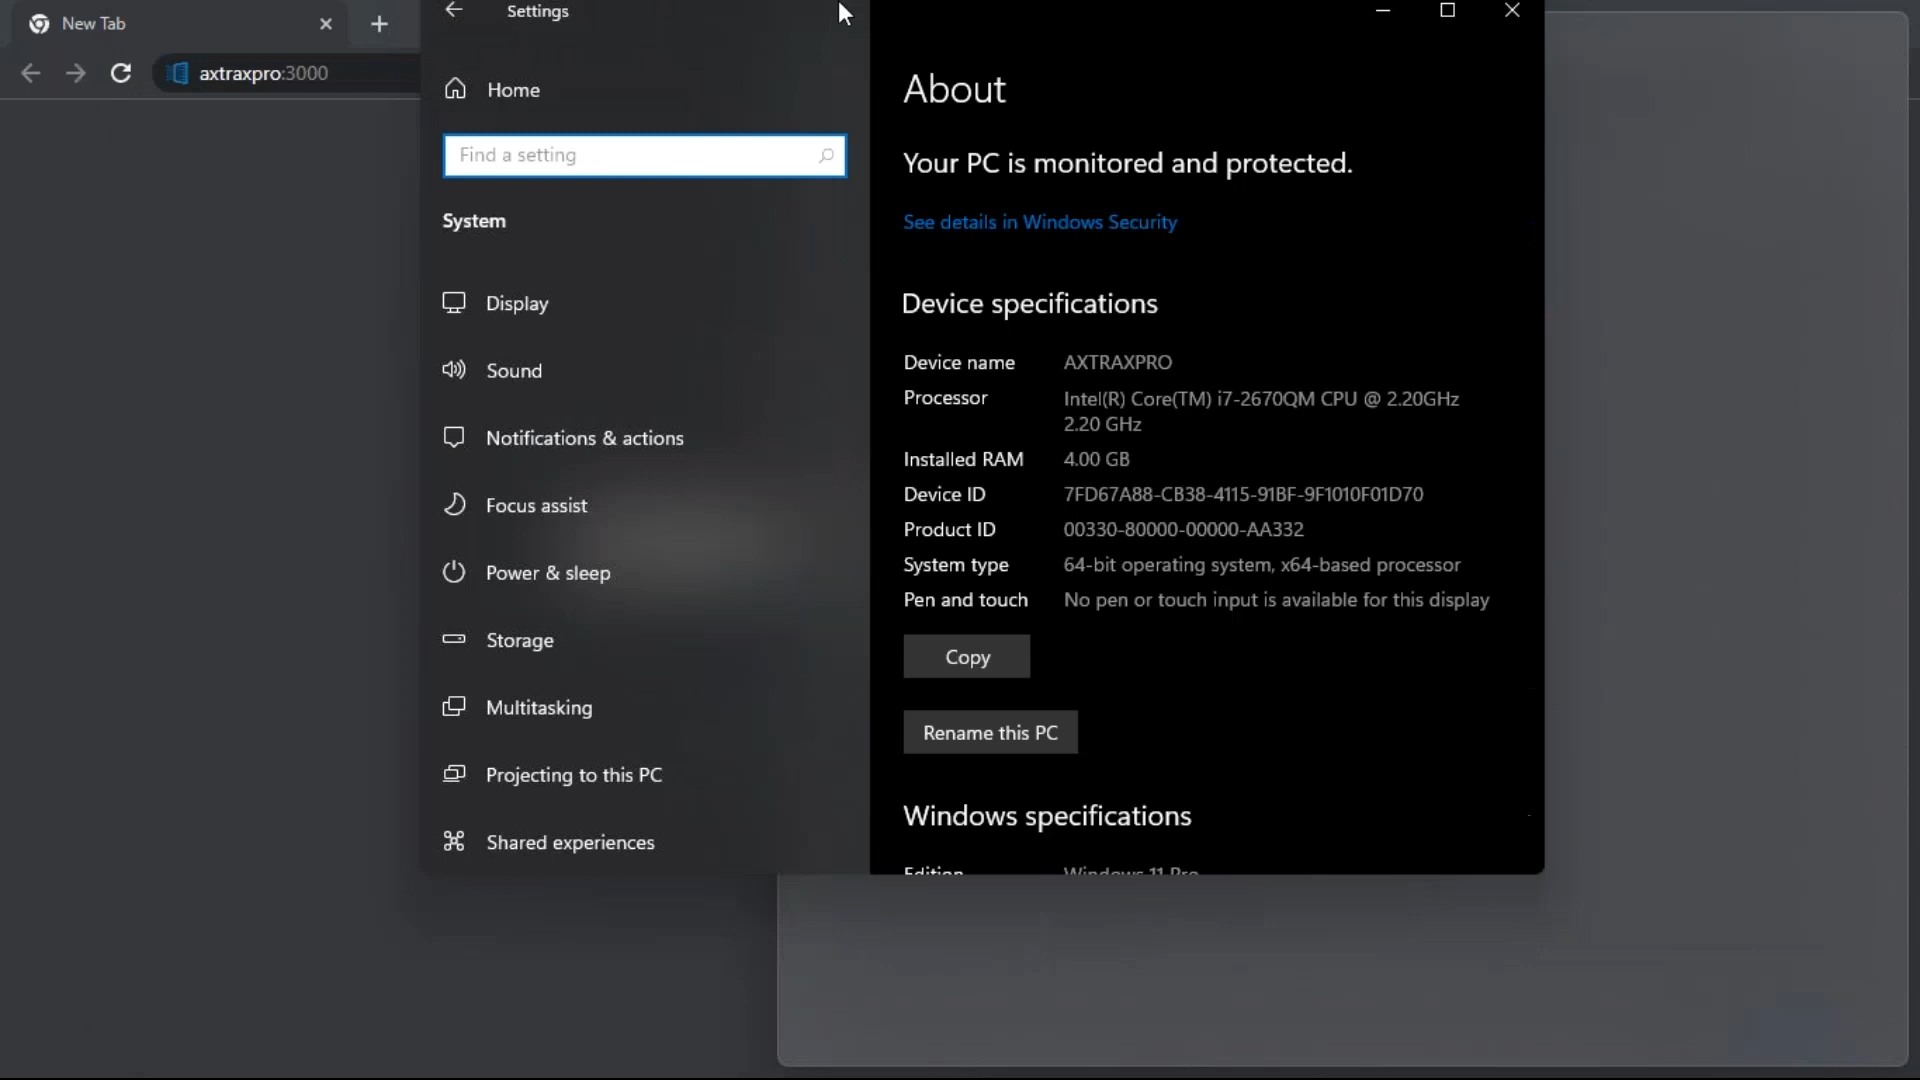 New Tab
axtraxpro:3000
Settings
Home
Find a setting
System
Display
Sound
Notifications & actions
Focus assist
Power & sleep
Storage
Multitasking
Projecting to this PC
Shared experiences
About
Your PC is monitored and protected.
See details in Windows Security
Device specifications
Device name AXTRAXPRO
Processor Intel(R) Core(TM) i7-2670QM CPU @ 2.20GHz
2.20 GHz
Installed RAM 4.00 GB
Device ID 7FD67A88-CB38-4115-91BF-9F1010F01D70
Product ID 00330-80000-00000-AA332
System type 64-bit operating system, x64-based processor
Pen and touch No pen or touch input is available for this display
Copy
Rename this PC
Windows specifications
Edition Windows 11 Pro